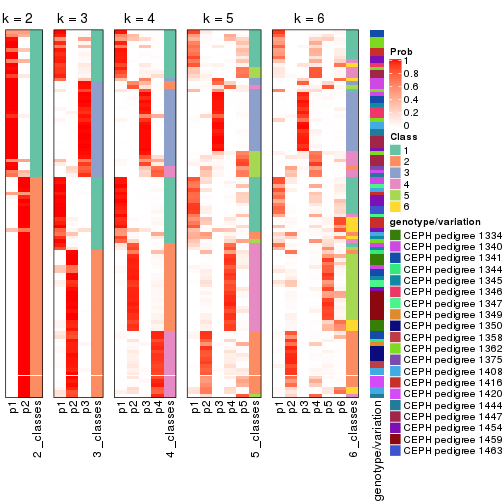 k = 2 k = 3 k = 4 k = 5 k = 6
Prob
1
0.8
0.6
0.4
0.2
0
Class
1
2
3
4
5
6
genotype/variation
CEPH pedigree 1334
CEPH pedigree 1340
CEPH pedigree 1341
CEPH pedigree 1344
CEPH pedigree 1345
CEPH pedigree 1346
CEPH pedigree 1347
CEPH pedigree 1349
CEPH pedigree 1350
CEPH pedigree 1358
CEPH pedigree 1362
CEPH pedigree 1375
CEPH pedigree 1408
CEPH pedigree 1416
CEPH pedigree 1420
CEPH pedigree 1444
CEPH pedigree 1447
CEPH pedigree 1454
CEPH pedigree 1459
CEPH pedigree 1463
p1 p2 2_classes
p1 p2 p3 3_classes
p1 p2 p3 p4 4_classes
p1 p2 p3 p4 p5 5_classes
p1 p2 p3 p4 p5 p6 6_classes
genotype/variation